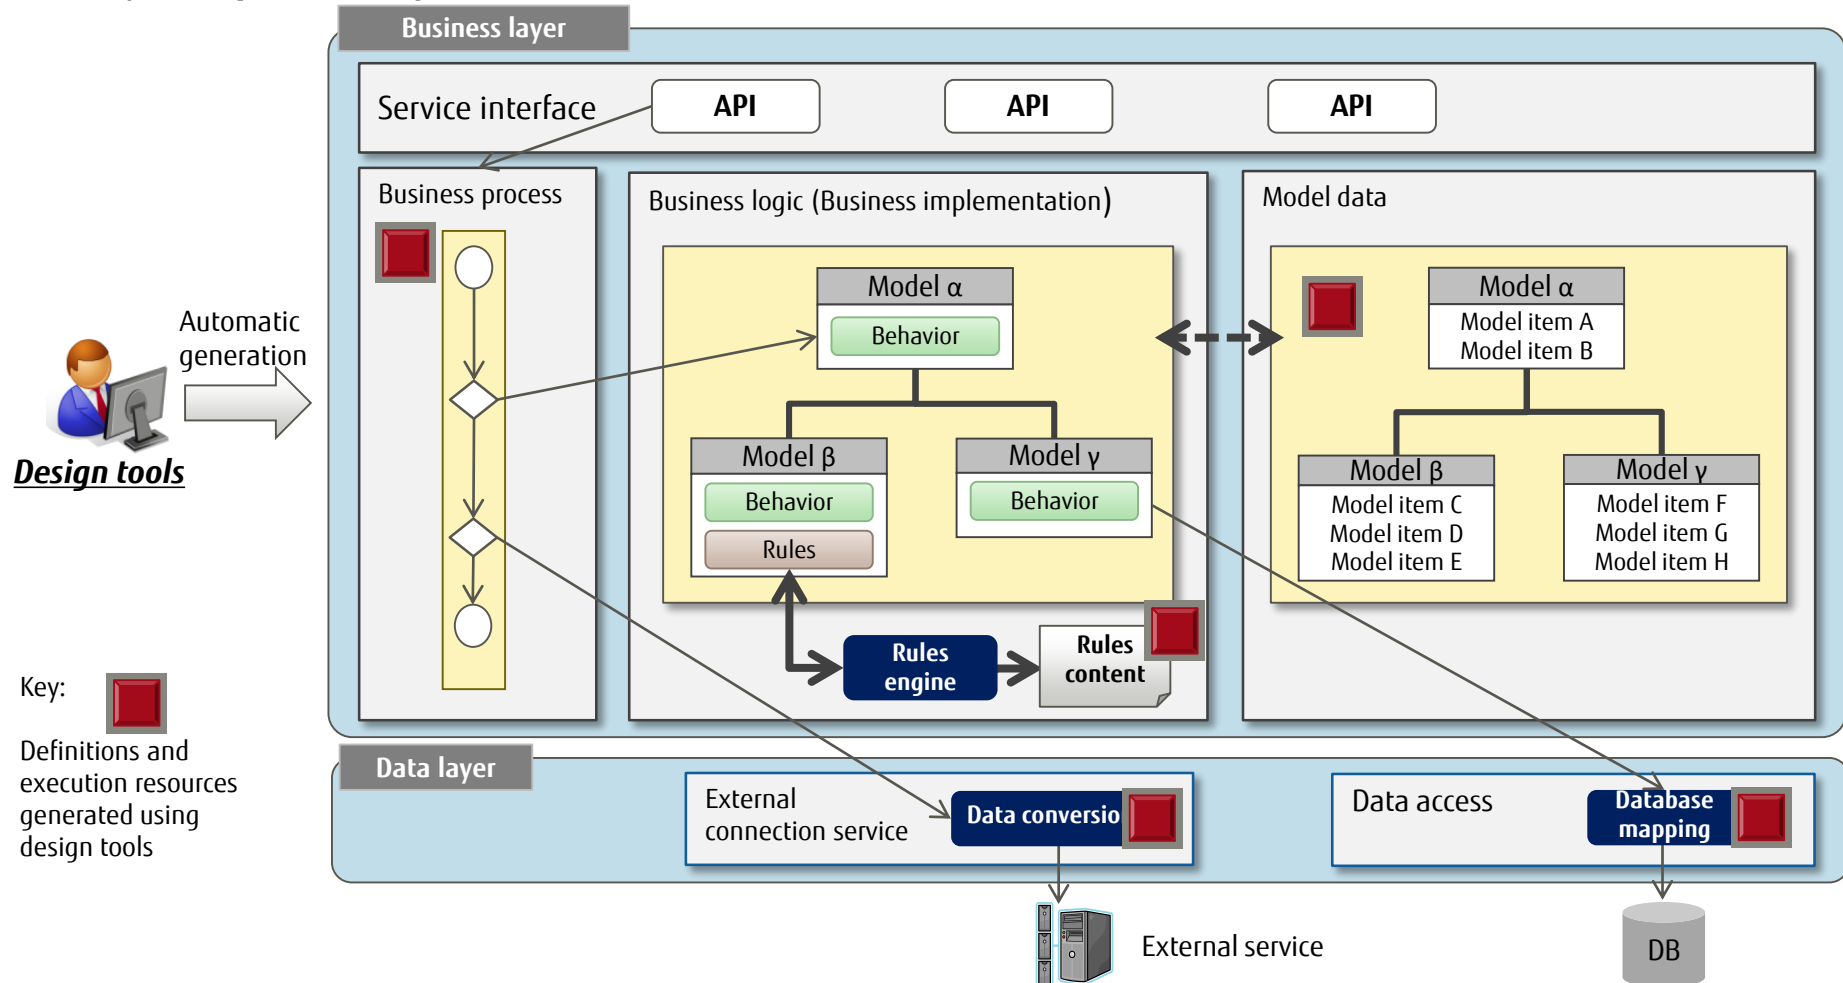 Business layer
Service interface
API
API
API
Business process
Business logic (Business implementation)
Model data
Model α
Behavior
Model β
Behavior
Rules
Model γ
Behavior
Rules
engine
Rules
content
Model α
Model item A
Model item B
Model β
Model item C
Model item D
Model item E
Model γ
Model item F
Model item G
Model item H
Automatic
generation
Design tools
Key:
Definitions and
execution resources
generated using
design tools
Data layer
External
connection service
Data conversio
Data access
Database
mapping
External service
DB